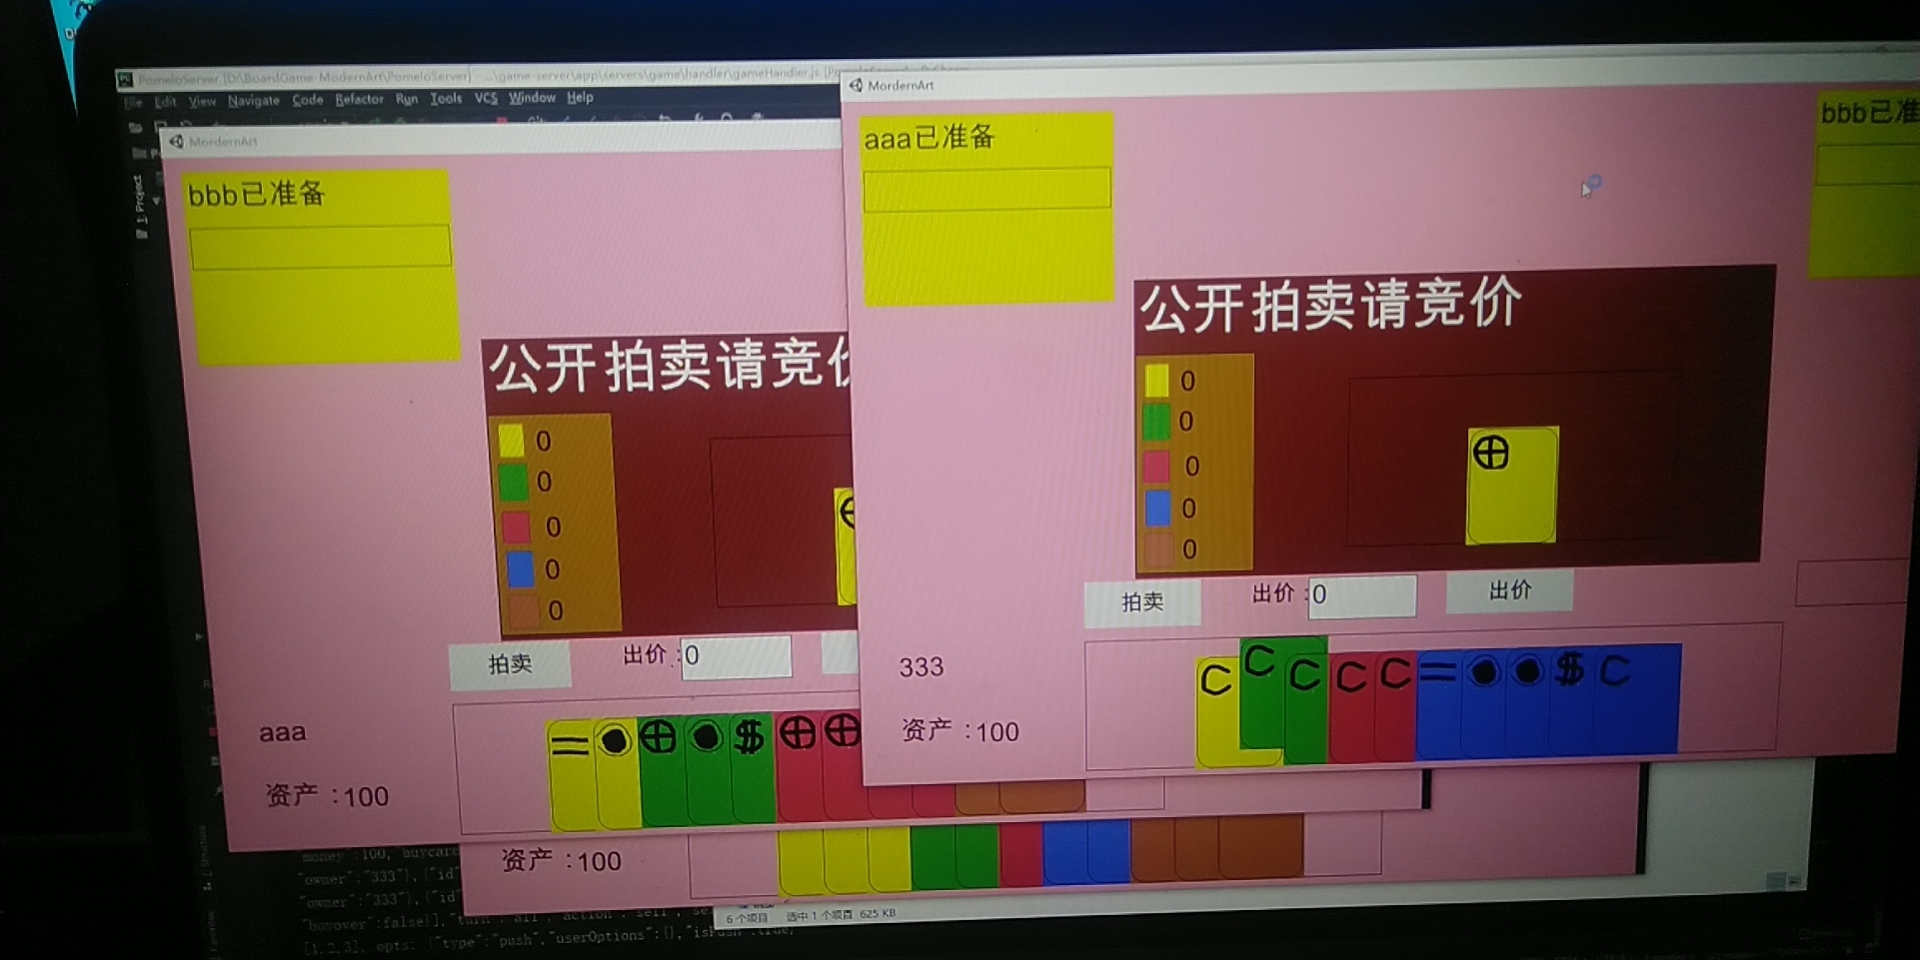 PomeloServer [D:\BoardGame-ModernArt\PomeloServer] - ...\game-server\app\servers\game\handler\gameHandler.js
File Edit View Navigate Code Refactor Run Tools VCS Window Help
1: Project
MordernArt
bbb已准备
公开拍卖请竞
0
0
0
0
0
拍卖
出价 :0
aaa
资产 :100
= $
MordernArt
aaa已准备
bbb已准
公开拍卖请竞价
0
0
0
0
0
拍卖
出价 :0
出价
333
资产 :100
C C C C C = $ C
资产 :100
money":100,"buycard
"owner":"333"},{"id"
"owner":"333"},{"id"
"buyover":false}],"turn":"all","action":"sell","se
[1,2,3], opts: {"type":"push","userOptions":{},"isPush":true,
6 个项目 选中 1 个项目 625 KB